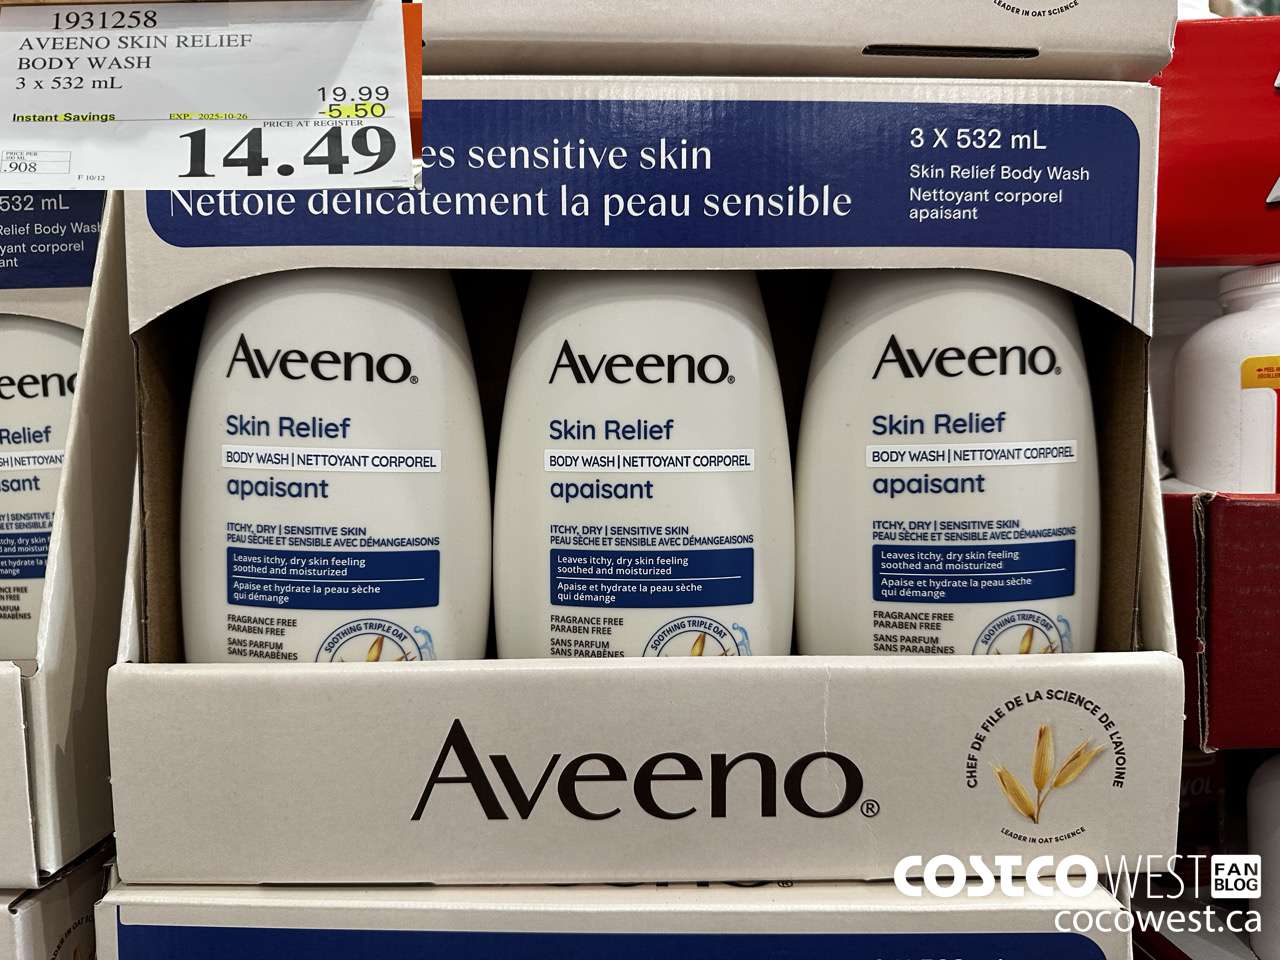 1931258
AVEENO SKIN RELIEF
BODY WASH
3 x 532 mL
19.99
Instant Savings EXP. 2025-10-26 -5.50
PRICE AT REGISTER
14.49
PRICE PER
100 ML
.908
F 10/12
LEADER IN OAT SCIENCE
es sensitive skin
Nettoie délicatement la peau sensible
3 X 532 mL
Skin Relief Body Wash
Nettoyant corporel
apaisant
532 mL
Relief Body Wash
yant corporel
ant
Aveeno®
Skin Relief
BODY WASH | NETTOYANT CORPOREL
apaisant
ITCHY, DRY | SENSITIVE SKIN
PEAU SÈCHE ET SENSIBLE AVEC DÉMANGEAISONS
Leaves itchy, dry skin feeling
soothed and moisturized
Apaise et hydrate la peau sèche
qui démange
FRAGRANCE FREE
PARABEN FREE
SANS PARFUM
SANS PARABÈNES
SOOTHING TRIPLE OAT
Aveeno®
Skin Relief
BODY WASH | NETTOYANT CORPOREL
apaisant
ITCHY, DRY | SENSITIVE SKIN
PEAU SÈCHE ET SENSIBLE AVEC DÉMANGEAISONS
Leaves itchy, dry skin feeling
soothed and moisturized
Apaise et hydrate la peau sèche
qui démange
FRAGRANCE FREE
PARABEN FREE
SANS PARFUM
SANS PARABÈNES
SOOTHING TRIPLE OAT
Aveeno®
Skin Relief
BODY WASH | NETTOYANT CORPOREL
apaisant
ITCHY, DRY | SENSITIVE SKIN
PEAU SÈCHE ET SENSIBLE AVEC DÉMANGEAISONS
Leaves itchy, dry skin feeling
soothed and moisturized
Apaise et hydrate la peau sèche
qui démange
FRAGRANCE FREE
PARABEN FREE
SANS PARFUM
SANS PARABÈNES
SOOTHING TRIPLE OAT
Aveeno®
CHEF DE FILE DE LA SCIENCE DE L'AVOINE
LEADER IN OAT SCIENCE
COSTCO WEST FAN BLOG
cocowest.ca